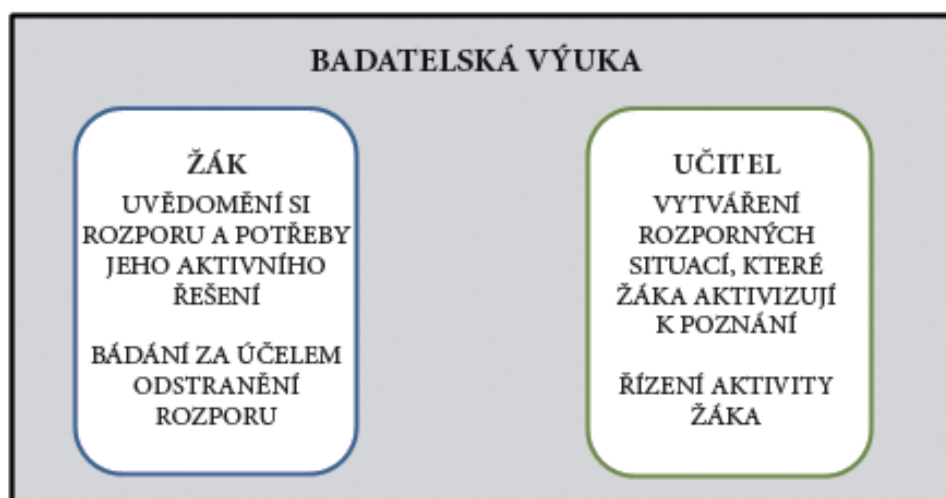 BADATELSKÁ VÝUKA
ŽÁK
UVĚDOMĚNÍ SI
ROZPORU A POTŘEBY
JEHO AKTIVNÍHO
ŘEŠENÍ
BÁDÁNÍ ZA ÚČELEM
ODSTRANĚNÍ
ROZPORU
UČITEL
VYTVÁŘENÍ
ROZPORNÝCH
SITUACÍ, KTERÉ
ŽÁKA AKTIVIZUJÍ
K POZNÁNÍ
ŘÍZENÍ AKTIVITY
ŽÁKA